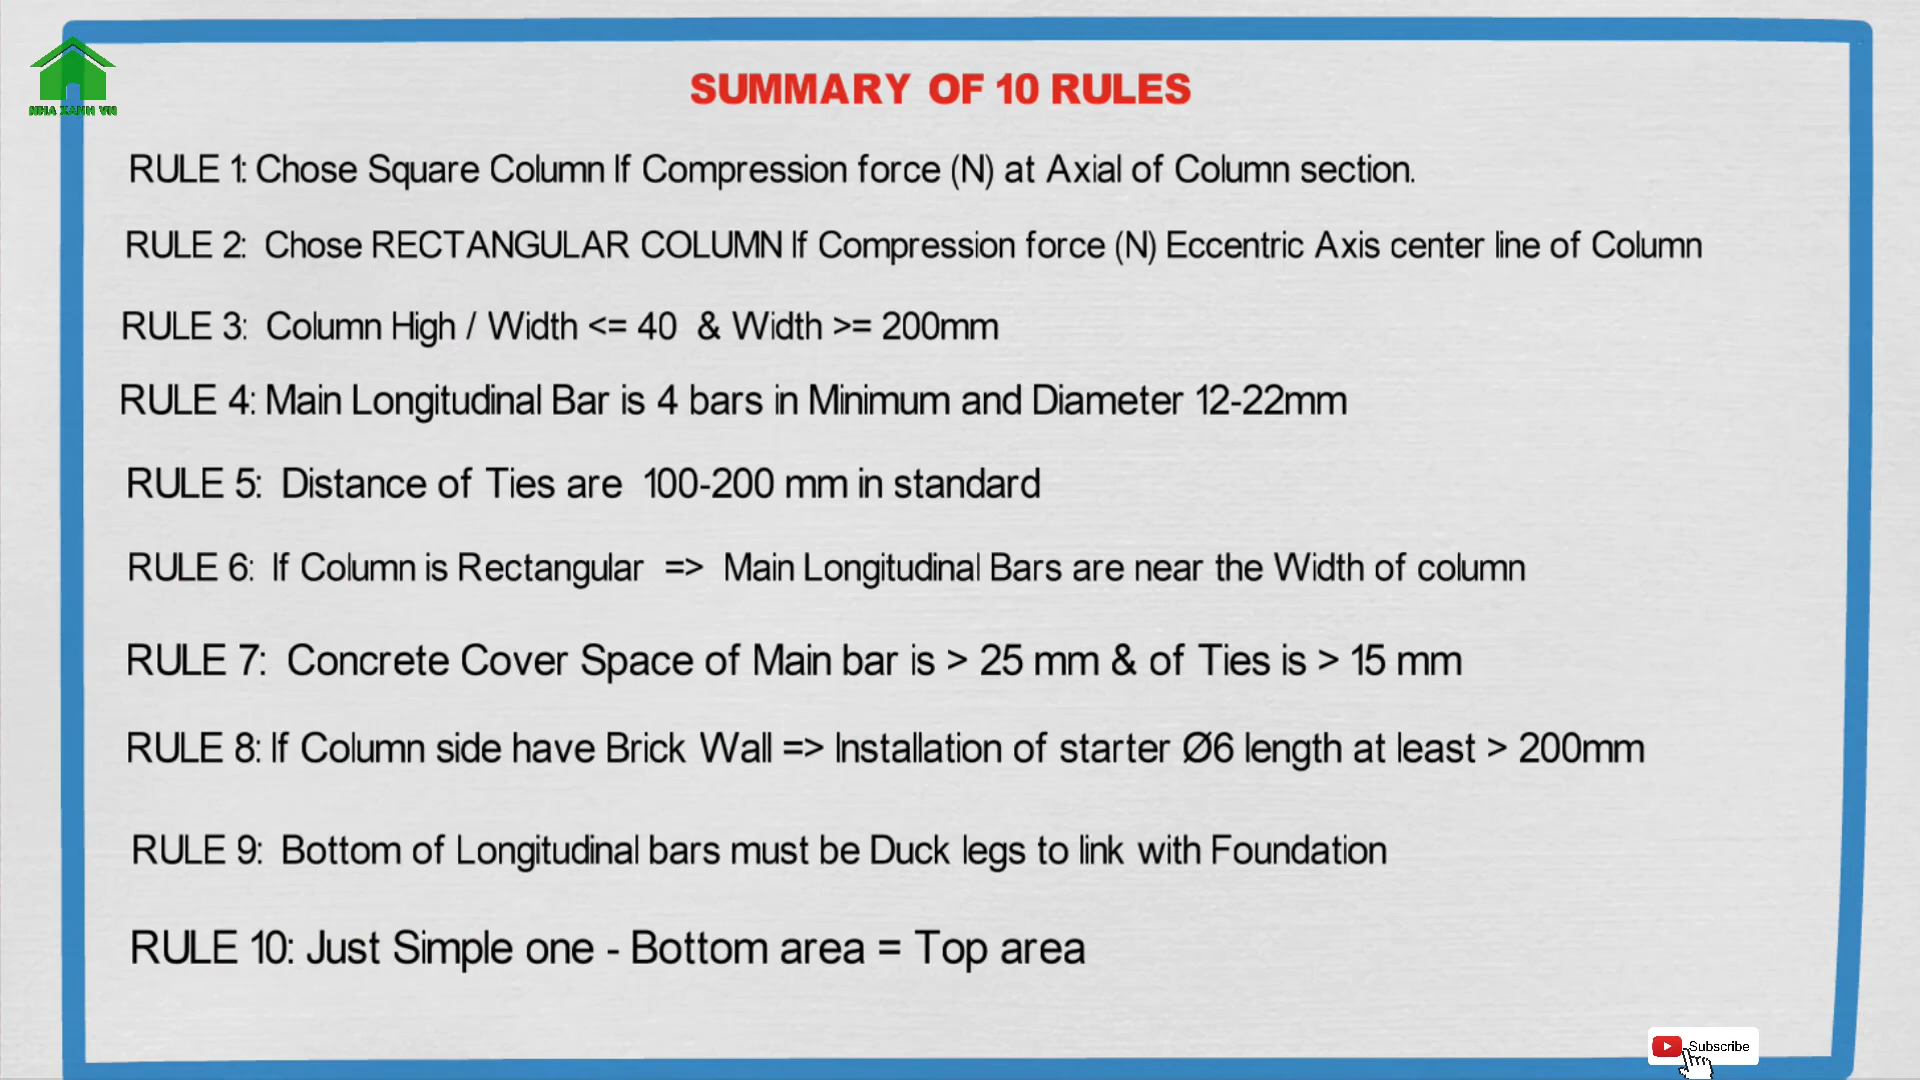 NHA XANH VN
SUMMARY OF 10 RULES
RULE 1: Chose Square Column If Compression force (N) at Axial of Column section.
RULE 2: Chose RECTANGULAR COLUMN If Compression force (N) Eccentric Axis center line of Column
RULE 3: Column High / Width <= 40 & Width >= 200mm
RULE 4: Main Longitudinal Bar is 4 bars in Minimum and Diameter 12-22mm
RULE 5: Distance of Ties are 100-200 mm in standard
RULE 6: If Column is Rectangular => Main Longitudinal Bars are near the Width of column
RULE 7: Concrete Cover Space of Main bar is > 25 mm & of Ties is > 15 mm
RULE 8: If Column side have Brick Wall => Installation of starter Ø6 length at least > 200mm
RULE 9: Bottom of Longitudinal bars must be Duck legs to link with Foundation
RULE 10: Just Simple one - Bottom area = Top area
Subscribe